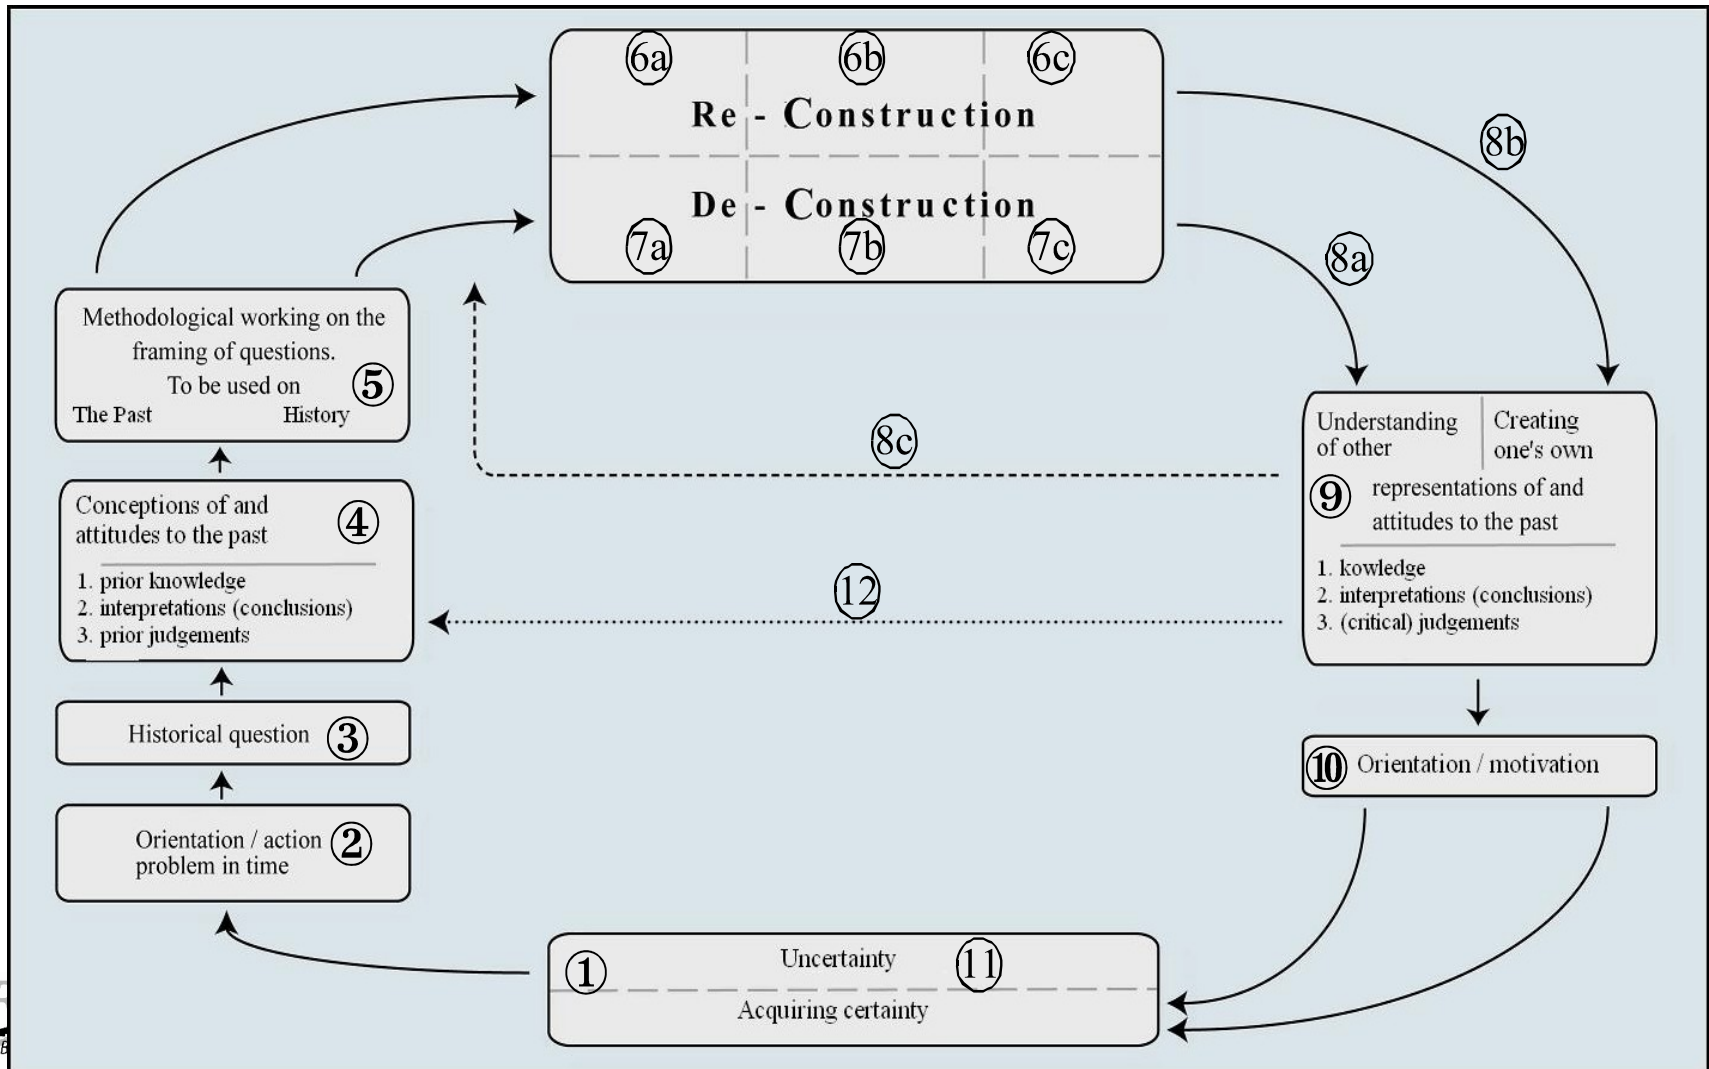 6a 6b 6c
Re - Construction
De - Construction
7a 7b 7c
8b
8a
Methodological working on the
framing of questions.
To be used on
The Past History
⑤
8c
Understanding
of other
Creating
one's own
⑨ representations of and
attitudes to the past
1. kowledge
2. interpretations (conclusions)
3. (critical) judgements
Conceptions of and
attitudes to the past
④
1. prior knowledge
2. interpretations (conclusions)
3. prior judgements
12
Historical question ③
⑩ Orientation / motivation
Orientation / action
problem in time
②
① Uncertainty 11
Acquiring certainty